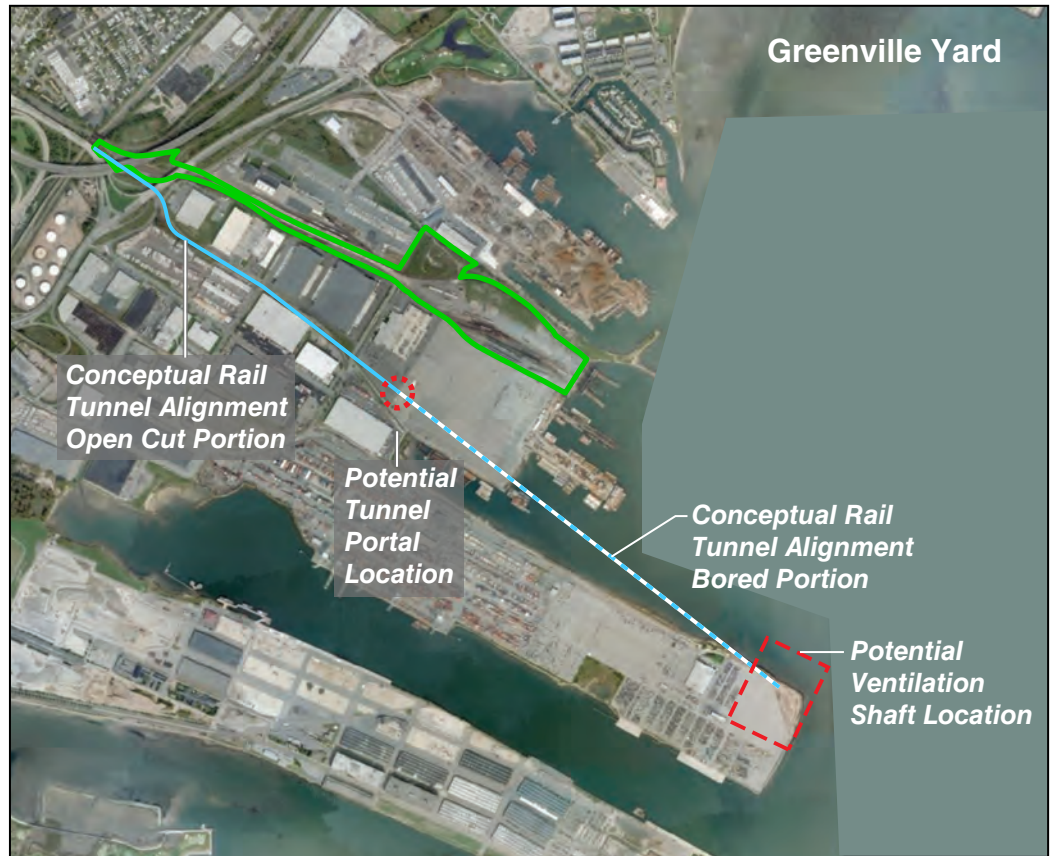 Greenville Yard
Conceptual Rail
Tunnel Alignment
Open Cut Portion
Potential
Tunnel
Portal
Location
Conceptual Rail
Tunnel Alignment
Bored Portion
Potential
Ventilation
Shaft Location